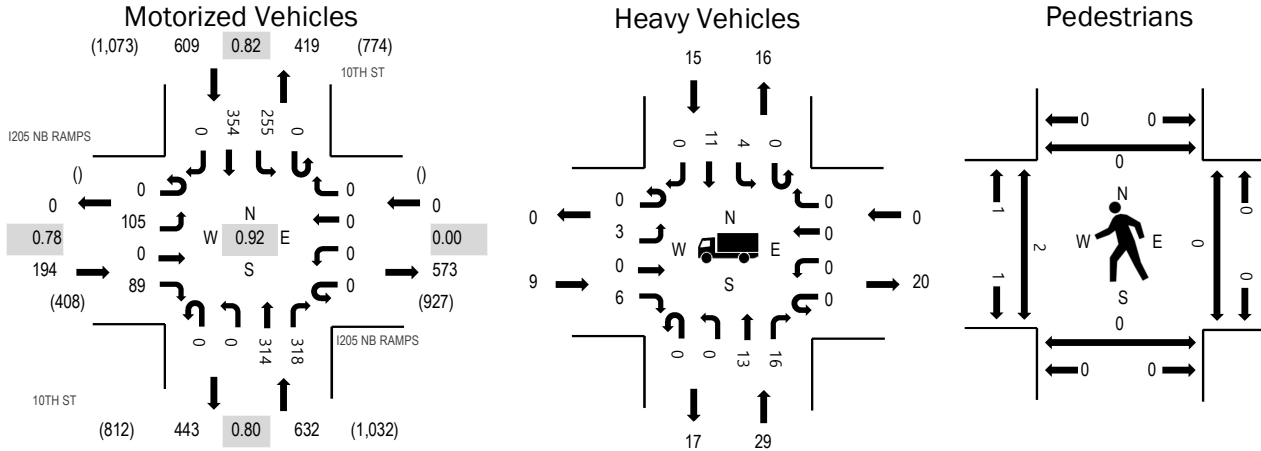 Motorized Vehicles
Heavy Vehicles
Pedestrians
(1,073) 609 0.82 419 (774)
10TH ST
I205 NB RAMPS
0 354 255 0
() ()
0 0
0 0
105 0
0.78 W 0.92 E 0.00
N
S
0 0
194 573
89 0
(408) (927)
0 0 314 318
I205 NB RAMPS
10TH ST
(812) 443 0.80 632 (1,032)
15 16
0 11 4 0
0 0
0 3 0 0
N
W E
S
0 0
9 6 0 20
0 0 13 16
17 29
0 0
0
1 0
N
W E
2 0
S
1 0
0
0 0